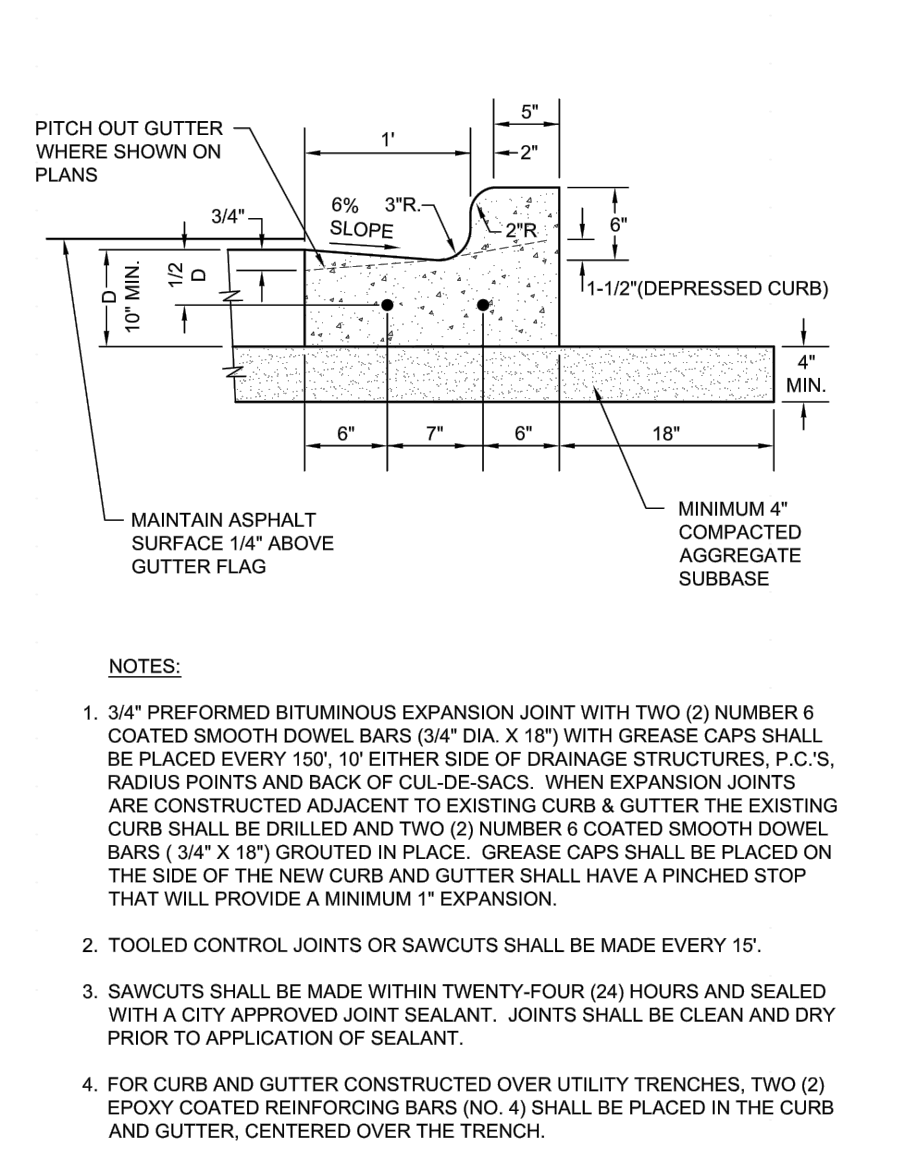 5"
PITCH OUT GUTTER
WHERE SHOWN ON
PLANS
1'
2"
3/4"
6%
SLOPE
3"R.
2"R
6"
1/2
D
D
10" MIN.
1-1/2"(DEPRESSED CURB)
4"
MIN.
6"
7"
6"
18"
MAINTAIN ASPHALT
SURFACE 1/4" ABOVE
GUTTER FLAG
MINIMUM 4"
COMPACTED
AGGREGATE
SUBBASE
NOTES:
1. 3/4" PREFORMED BITUMINOUS EXPANSION JOINT WITH TWO (2) NUMBER 6
COATED SMOOTH DOWEL BARS (3/4" DIA. X 18") WITH GREASE CAPS SHALL
BE PLACED EVERY 150', 10' EITHER SIDE OF DRAINAGE STRUCTURES, P.C.'S,
RADIUS POINTS AND BACK OF CUL-DE-SACS. WHEN EXPANSION JOINTS
ARE CONSTRUCTED ADJACENT TO EXISTING CURB & GUTTER THE EXISTING
CURB SHALL BE DRILLED AND TWO (2) NUMBER 6 COATED SMOOTH DOWEL
BARS ( 3/4" X 18") GROUTED IN PLACE. GREASE CAPS SHALL BE PLACED ON
THE SIDE OF THE NEW CURB AND GUTTER SHALL HAVE A PINCHED STOP
THAT WILL PROVIDE A MINIMUM 1" EXPANSION.
2. TOOLED CONTROL JOINTS OR SAWCUTS SHALL BE MADE EVERY 15'.
3. SAWCUTS SHALL BE MADE WITHIN TWENTY-FOUR (24) HOURS AND SEALED
WITH A CITY APPROVED JOINT SEALANT. JOINTS SHALL BE CLEAN AND DRY
PRIOR TO APPLICATION OF SEALANT.
4. FOR CURB AND GUTTER CONSTRUCTED OVER UTILITY TRENCHES, TWO (2)
EPOXY COATED REINFORCING BARS (NO. 4) SHALL BE PLACED IN THE CURB
AND GUTTER, CENTERED OVER THE TRENCH.